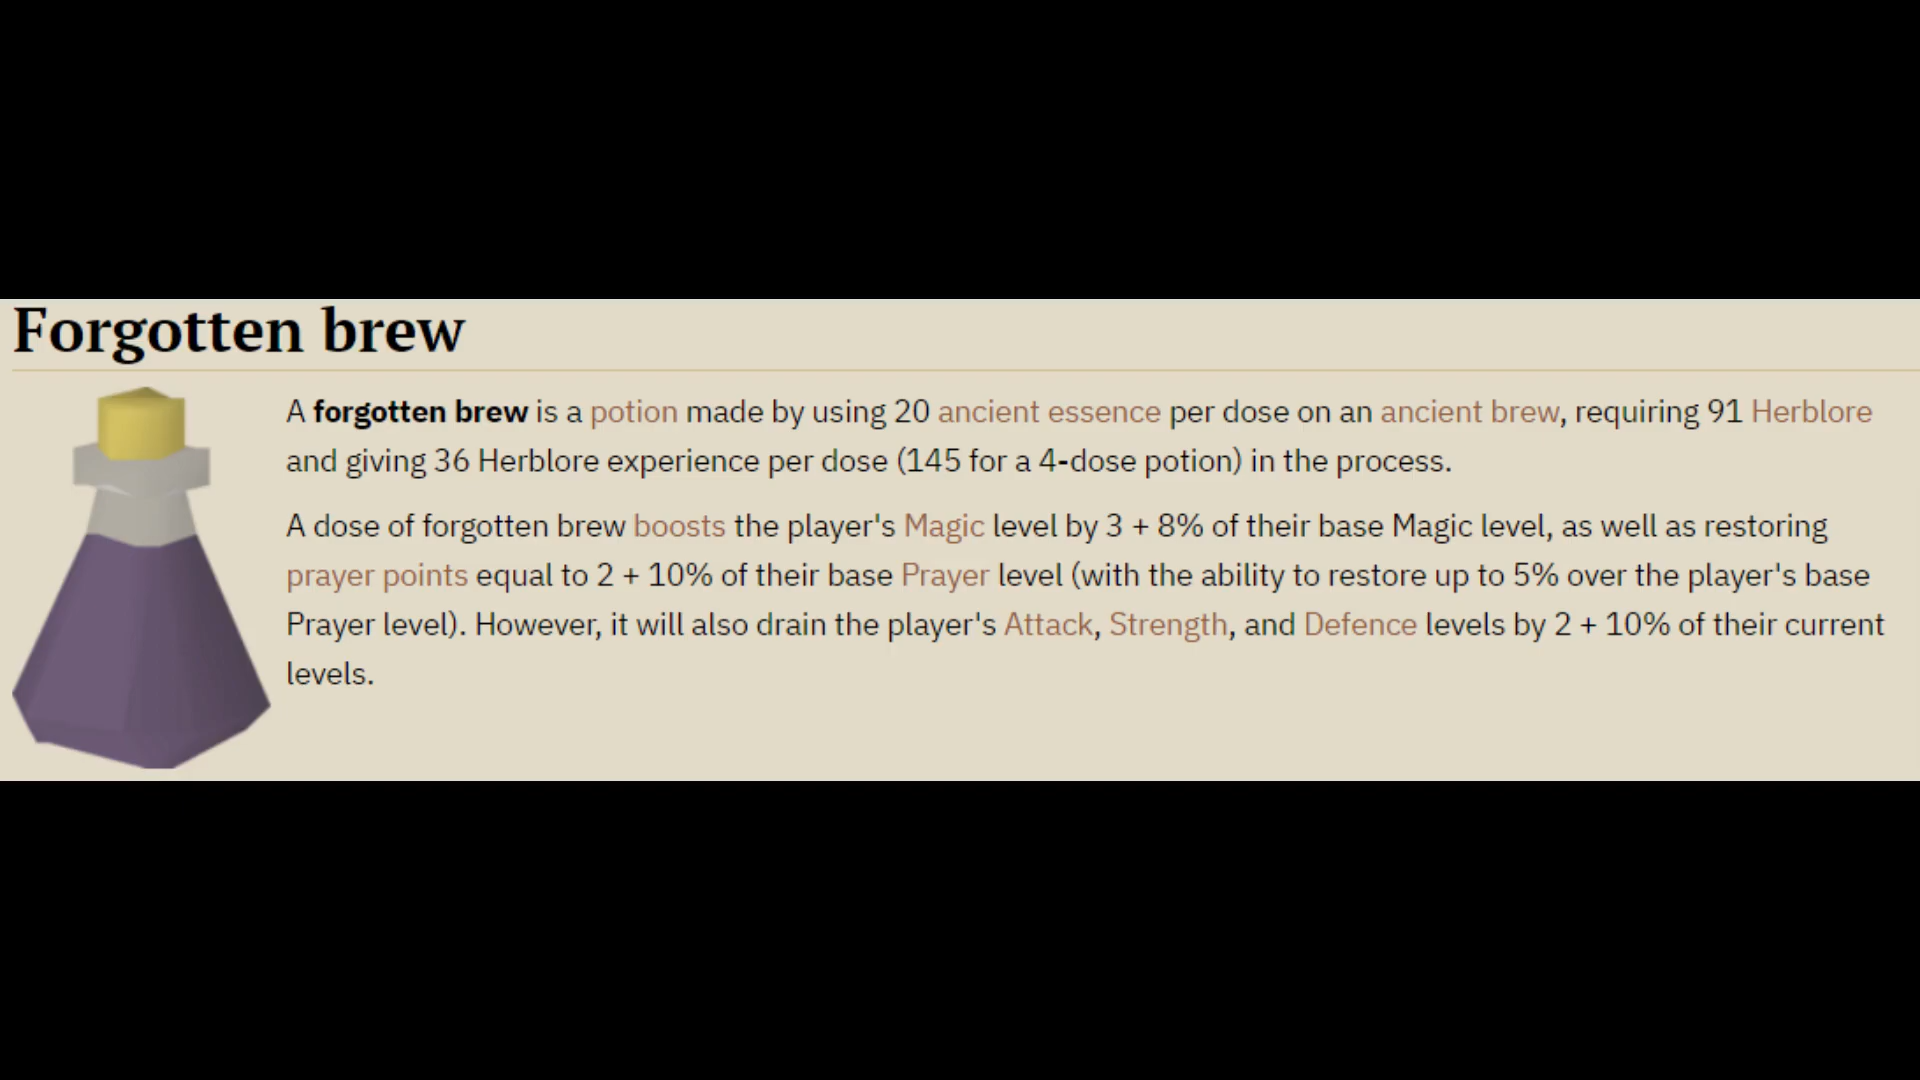 Forgotten brew
A forgotten brew is a potion made by using 20 ancient essence per dose on an ancient brew, requiring 91 Herblore
and giving 36 Herblore experience per dose (145 for a 4-dose potion) in the process.
A dose of forgotten brew boosts the player's Magic level by 3 + 8% of their base Magic level, as well as restoring
prayer points equal to 2 + 10% of their base Prayer level (with the ability to restore up to 5% over the player's base
Prayer level). However, it will also drain the player's Attack, Strength, and Defence levels by 2 + 10% of their current
levels.